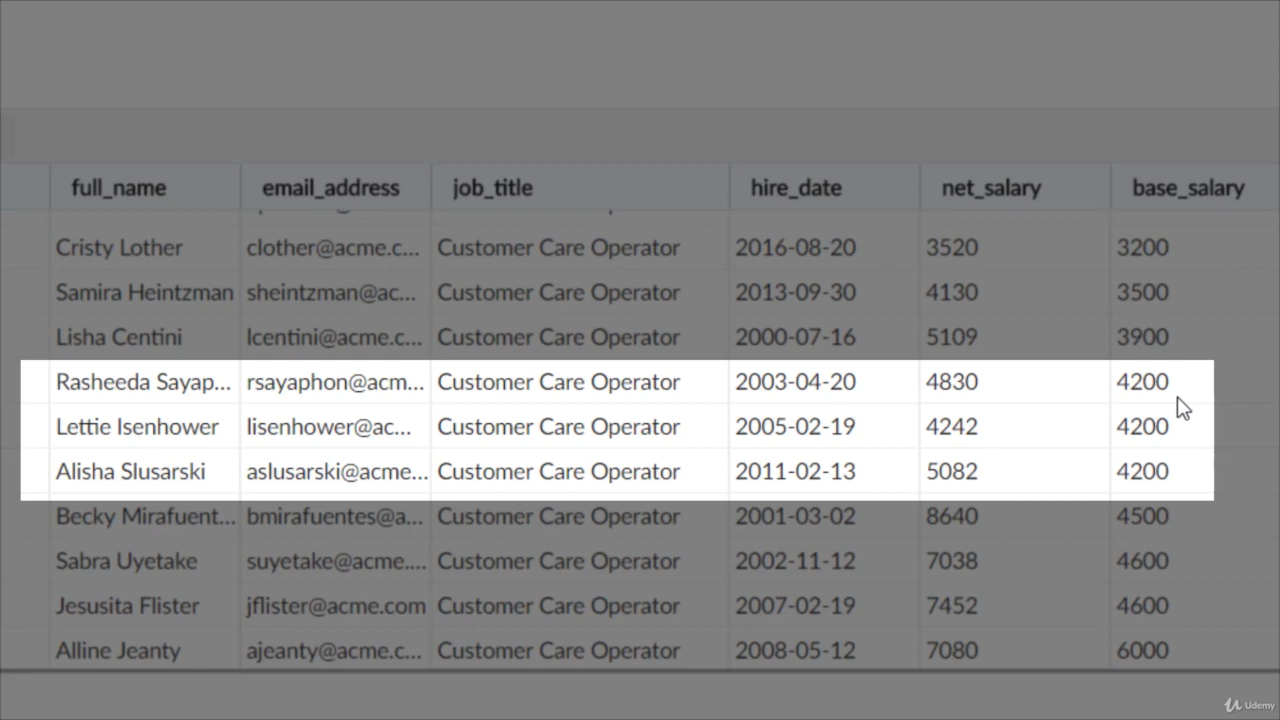 full_name email_address job_title hire_date net_salary base_salary
Cristy Lother clother@acme.c... Customer Care Operator 2016-08-20 3520 3200
Samira Heintzman sheintzman@ac... Customer Care Operator 2013-09-30 4130 3500
Lisha Centini lcentini@acme.c... Customer Care Operator 2000-07-16 5109 3900
Rasheeda Sayap... rsayaphon@acm... Customer Care Operator 2003-04-20 4830 4200
Lettie Isenhower lisenhower@ac... Customer Care Operator 2005-02-19 4242 4200
Alisha Slusarski aslusarski@acme... Customer Care Operator 2011-02-13 5082 4200
Becky Mirafuent... bmirafuentes@a... Customer Care Operator 2001-03-02 8640 4500
Sabra Uyetake suyetake@acme.... Customer Care Operator 2002-11-12 7038 4600
Jesusita Flister jflister@acme.com Customer Care Operator 2007-02-19 7452 4600
Alline Jeanty ajeanty@acme.c... Customer Care Operator 2008-05-12 7080 6000
Udemy